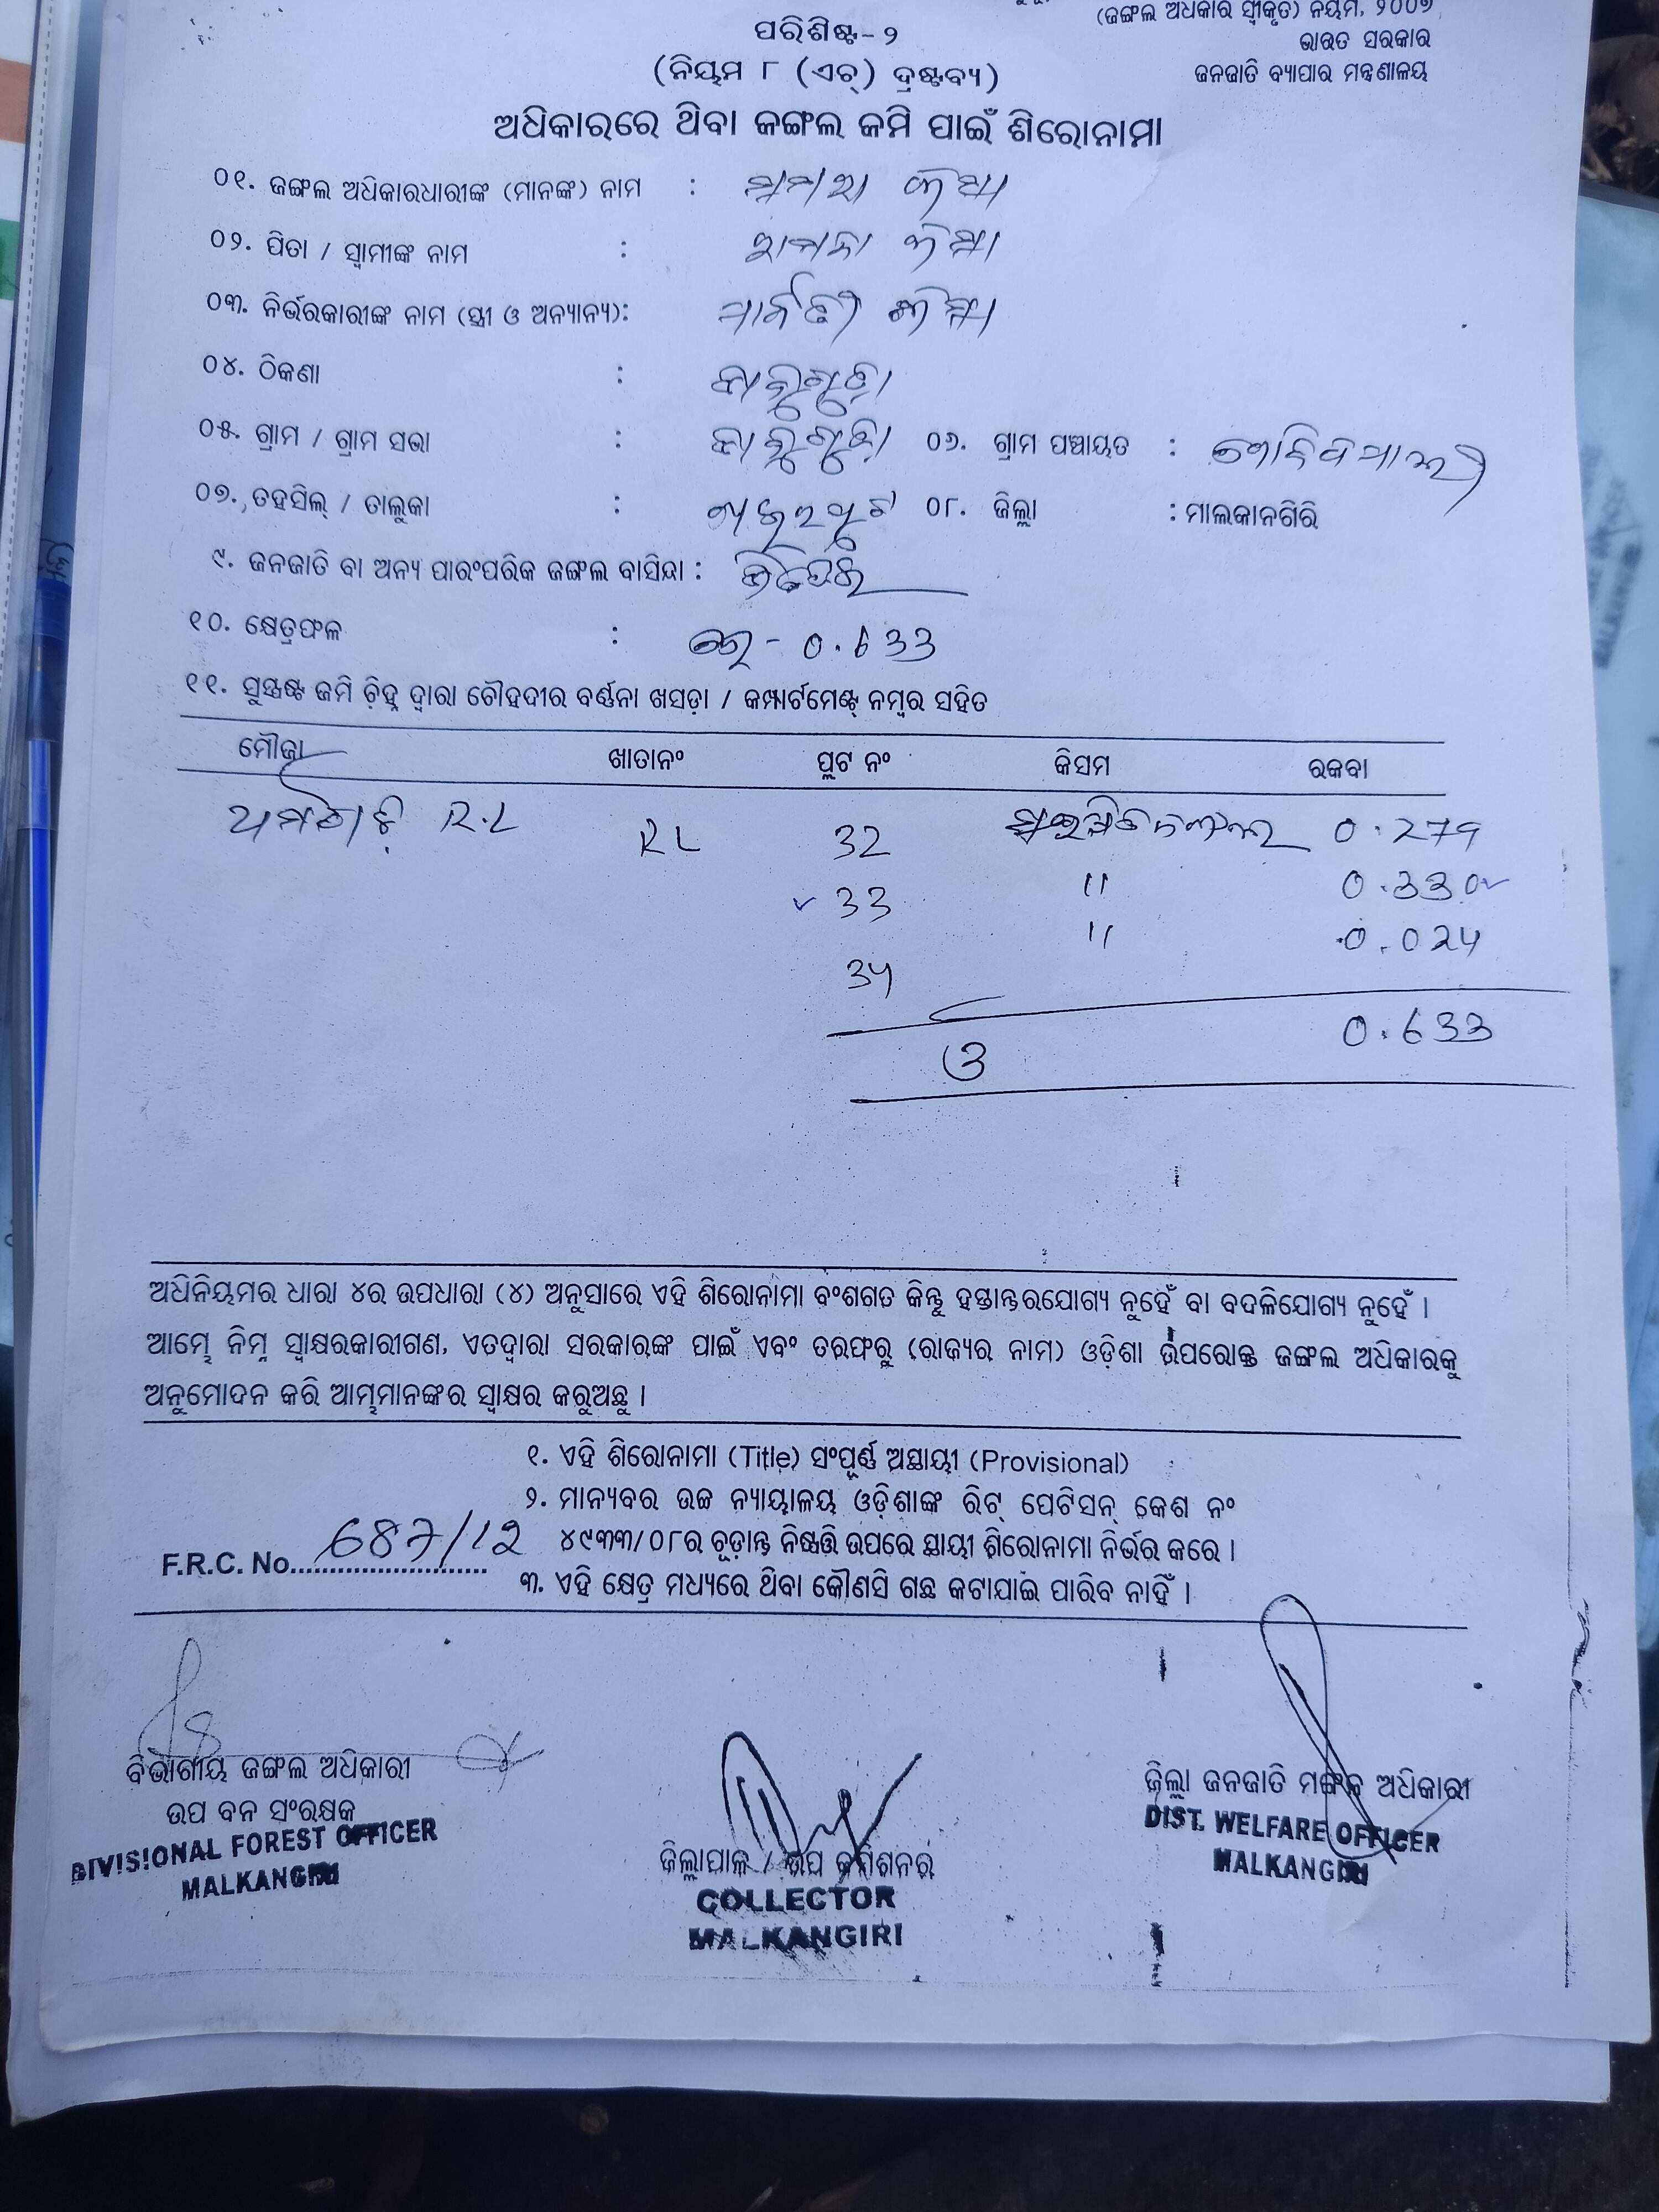 (ଜଙ୍ଗଲ ଅଧିକାର ସ୍ୱୀକୃତି) ନିୟମ, ୨୦୦୭
ପରିଶିଷ୍ଟ-୨
ଭାରତ ସରକାର
(ନିୟମ ୮ (ଏଚ୍) ଦ୍ରଷ୍ଟବ୍ୟ)
ଜନଜାତି ବ୍ୟାପାର ମନ୍ତ୍ରଣାଳୟ
ଅଧିକାରରେ ଥିବା ଜଙ୍ଗଲ ଜମି ପାଇଁ ଶିରୋନାମା
୦୧. ଜଙ୍ଗଲ ଅଧିକାରଧାରୀଙ୍କ (ମାନଙ୍କ) ନାମ :
୦୨. ପିତା / ସ୍ୱାମୀଙ୍କ ନାମ :
୦୩. ନିର୍ଭରକାରୀଙ୍କ ନାମ (ସ୍ତ୍ରୀ ଓ ଅନ୍ୟାନ୍ୟ):
୦୪. ଠିକଣା :
୦୫. ଗ୍ରାମ / ଗ୍ରାମ ସଭା : ୦୬. ଗ୍ରାମ ପଞ୍ଚାୟତ :
୦୭. ତହସିଲ୍ / ତାଲୁକା : ୦୮. ଜିଲ୍ଲା : ମାଲକାନଗିରି
୯. ଜନଜାତି ବା ଅନ୍ୟ ପାରଂପରିକ ଜଙ୍ଗଲ ବାସିନ୍ଦା :
୧୦. କ୍ଷେତ୍ରଫଳ : ହେ - 0.633
୧୧. ସୁସ୍ପଷ୍ଟ ଜମି ଚିହ୍ନ ଦ୍ୱାରା ଚୌହଦୀର ବର୍ଣ୍ଣନା ଖସଡ଼ା / କମ୍ପାର୍ଟମେଣ୍ଟ୍ ନମ୍ବର ସହିତ
ମୌଜା ଖାତାନଂ ପ୍ଲଟ ନଂ କିସମ ରକବା
R.L RL 32 0.279
33 " 0.330
34 " 0.024
୩ 0.633
ଅଧିନିୟମର ଧାରା ୪ର ଉପଧାରା (୪) ଅନୁସାରେ ଏହି ଶିରୋନାମା ବଂଶଗତ କିନ୍ତୁ ହସ୍ତାନ୍ତରଯୋଗ୍ୟ ନୁହେଁ ବା ବଦଳିଯୋଗ୍ୟ ନୁହେଁ ।
ଆମ୍ଭେ ନିମ୍ନ ସ୍ୱାକ୍ଷରକାରୀଗଣ, ଏତଦ୍ୱାରା ସରକାରଙ୍କ ପାଇଁ ଏବଂ ତରଫରୁ (ରାଜ୍ୟର ନାମ) ଓଡ଼ିଶା ଉପରୋକ୍ତ ଜଙ୍ଗଲ ଅଧିକାରକୁ
ଅନୁମୋଦନ କରି ଆମ୍ଭମାନଙ୍କର ସ୍ୱାକ୍ଷର କରୁଅଛୁ ।
୧. ଏହି ଶିରୋନାମା (Title) ସଂପୂର୍ଣ୍ଣ ଅସ୍ଥାୟୀ (Provisional)
୨. ମାନ୍ୟବର ଉଚ୍ଚ ନ୍ୟାୟାଳୟ ଓଡ଼ିଶାଙ୍କ ରିଟ୍ ପେଟିସନ୍ କେଶ ନଂ
୪୯୩୩/୦୮ର ଚୂଡ଼ାନ୍ତ ନିଷ୍ପତ୍ତି ଉପରେ ସ୍ଥାୟୀ ଶିରୋନାମା ନିର୍ଭର କରେ ।
F.R.C. No. 687/12
୩. ଏହି କ୍ଷେତ୍ର ମଧ୍ୟରେ ଥିବା କୌଣସି ଗଛ କଟାଯାଇ ପାରିବ ନାହିଁ ।
ବିଭାଗୀୟ ଜଙ୍ଗଲ ଅଧିକାରୀ
ଉପ ବନ ସଂରକ୍ଷକ
DIVISIONAL FOREST OFFICER
MALKANGIRI
ଜିଲ୍ଲାପାଳ / ଉପ କମିଶନର
COLLECTOR
MALKANGIRI
ଜିଲ୍ଲା ଜନଜାତି ମଙ୍ଗଳ ଅଧିକାରୀ
DIST. WELFARE OFFICER
MALKANGIRI